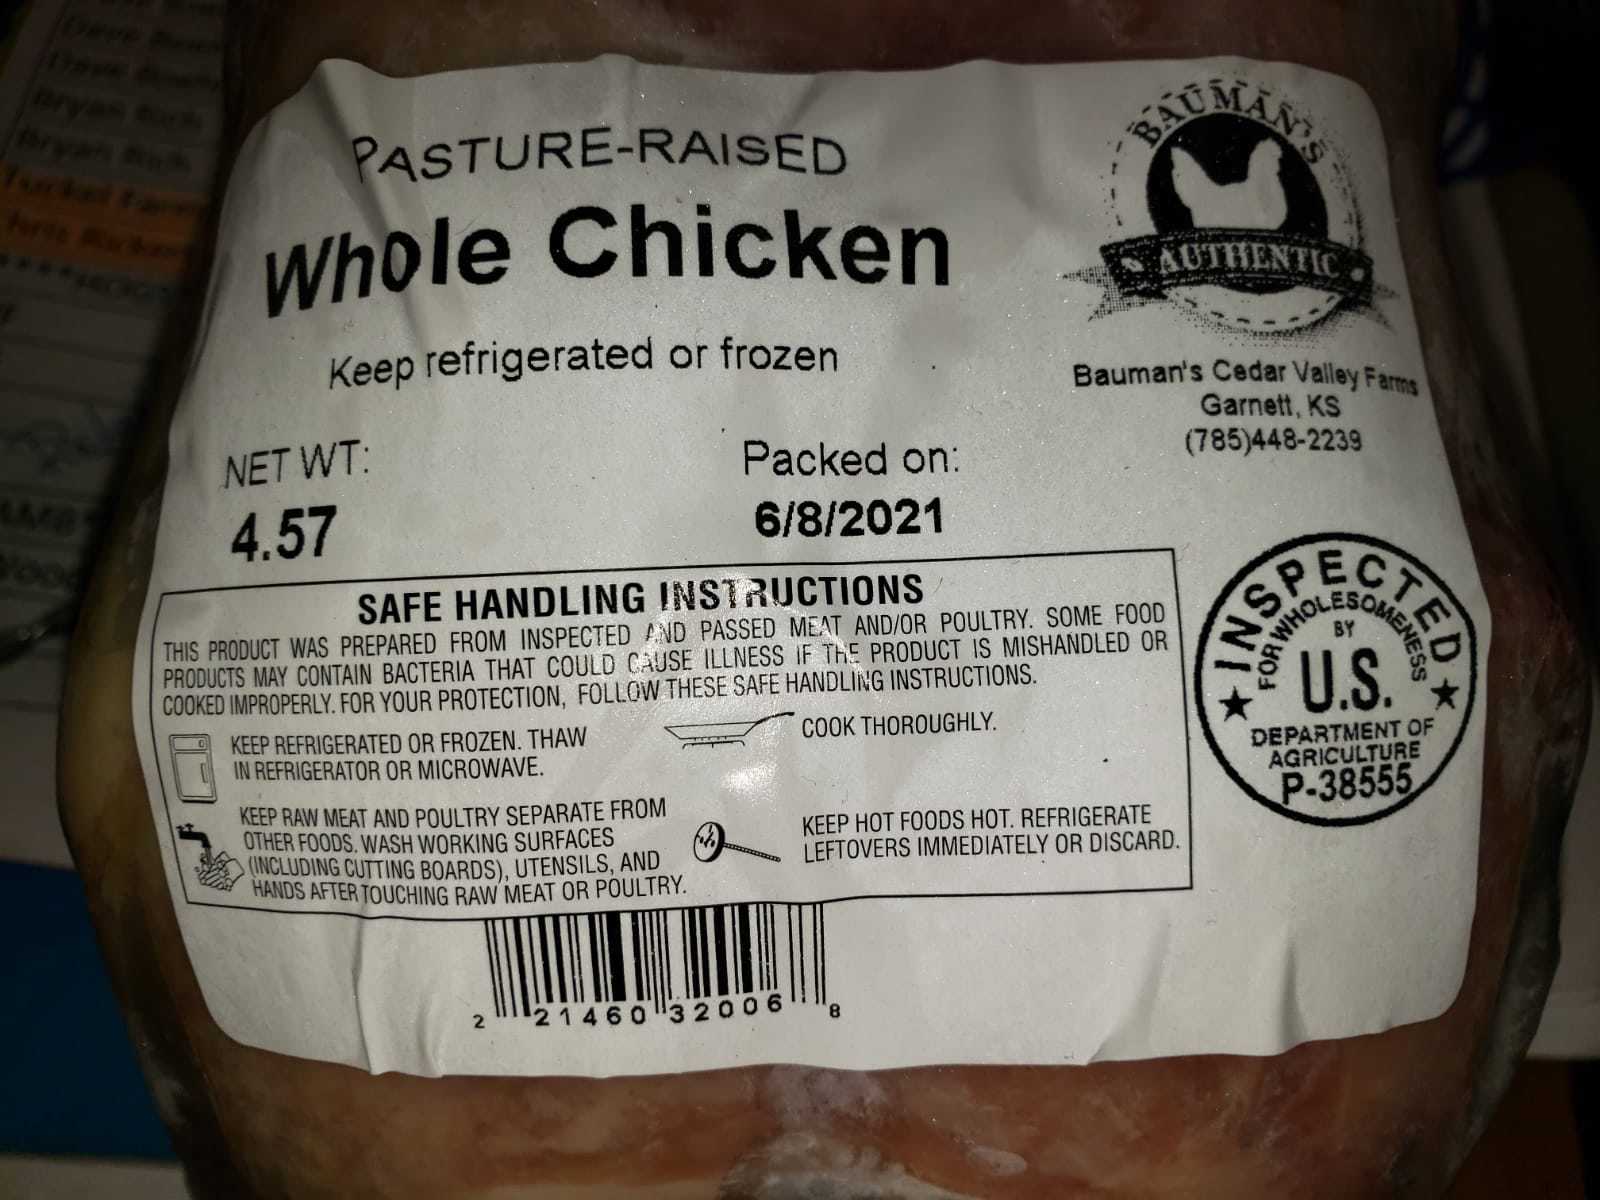 PASTURE-RAISED
Whole Chicken
Keep refrigerated or frozen
BAUMAN'S
AUTHENTIC
Bauman's Cedar Valley Farms
Garnett, KS
(785)448-2239
NET WT:
4.57
Packed on:
6/8/2021
SAFE HANDLING INSTRUCTIONS
THIS PRODUCT WAS PREPARED FROM INSPECTED AND PASSED MEAT AND/OR POULTRY. SOME FOOD
PRODUCTS MAY CONTAIN BACTERIA THAT COULD CAUSE ILLNESS IF THE PRODUCT IS MISHANDLED OR
COOKED IMPROPERLY. FOR YOUR PROTECTION, FOLLOW THESE SAFE HANDLING INSTRUCTIONS.
KEEP REFRIGERATED OR FROZEN. THAW
IN REFRIGERATOR OR MICROWAVE.
COOK THOROUGHLY.
KEEP RAW MEAT AND POULTRY SEPARATE FROM
OTHER FOODS. WASH WORKING SURFACES
(INCLUDING CUTTING BOARDS), UTENSILS, AND
HANDS AFTER TOUCHING RAW MEAT OR POULTRY.
KEEP HOT FOODS HOT. REFRIGERATE
LEFTOVERS IMMEDIATELY OR DISCARD.
INSPECTED
FOR WHOLESOMENESS
BY
U.S.
DEPARTMENT OF
AGRICULTURE
P-38555
2 21460 32006 8
Dave
Dave
Bryan Rich
Bryan Rich